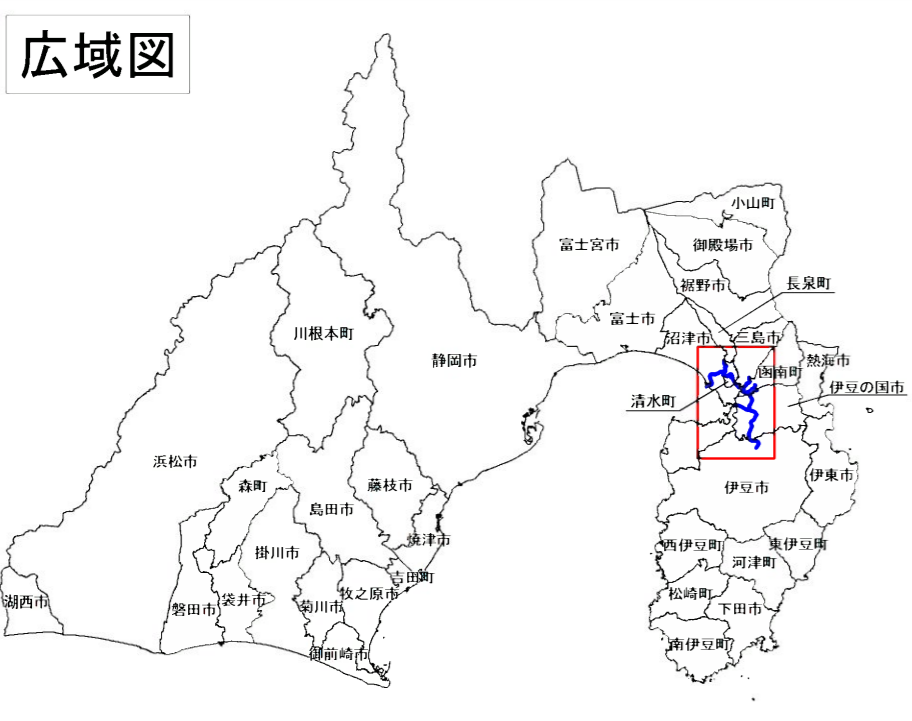 広域図
小山町
富士宮市
御殿場市
裾野市
長泉町
富士市
川根本町
沼津市
三島市
静岡市
熱海市
函南町
伊豆の国市
清水町
浜松市
伊東市
森町
藤枝市
伊豆市
島田市
焼津市
西伊豆町
東伊豆町
掛川市
河津町
吉田町
牧之原市
松崎町
湖西市
磐田市
袋井市
菊川市
下田市
南伊豆町
御前崎市